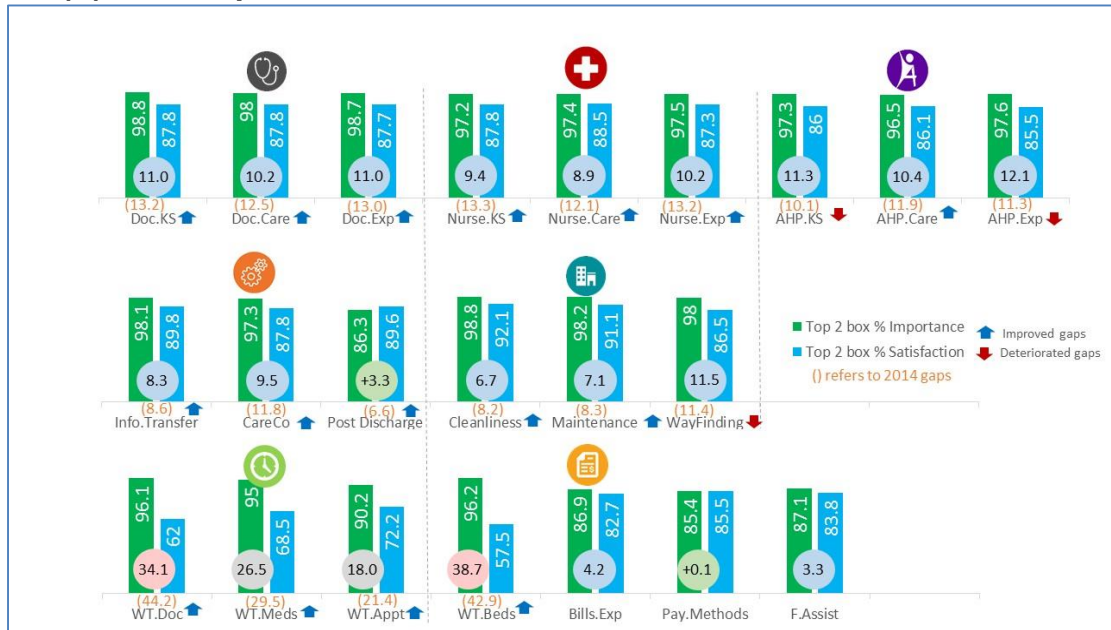 98.8 87.8 98 87.8 98.7 87.7 97.2 87.8 97.4 88.5 97.5 87.3 97.3 86 96.5 86.1 97.6 85.5
11.0 10.2 11.0 9.4 8.9 10.2 11.3 10.4 12.1
(13.2) (12.5) (13.0) (13.3) (12.1) (13.2) (10.1) (11.9) (11.3)
Doc.KS Doc.Care Doc.Exp Nurse.KS Nurse.Care Nurse.Exp AHP.KS AHP.Care AHP.Exp
98.1 89.8 97.3 87.8 86.3 89.6 98.8 92.1 98.2 91.1 98 86.5
Top 2 box % Importance Improved gaps
Top 2 box % Satisfaction Deteriorated gaps
() refers to 2014 gaps
8.3 9.5 +3.3 6.7 7.1 11.5
(8.6) (11.8) (6.6) (8.2) (8.3) (11.4)
Info.Transfer CareCo Post Discharge Cleanliness Maintenance WayFinding
96.1 62 95 68.5 90.2 72.2 96.2 57.5 86.9 82.7 85.4 85.5 87.1 83.8
34.1 26.5 18.0 38.7 4.2 +0.1 3.3
(44.2) (29.5) (21.4) (42.9)
WT.Doc WT.Meds WT.Appt WT.Beds Bills.Exp Pay.Methods F.Assist